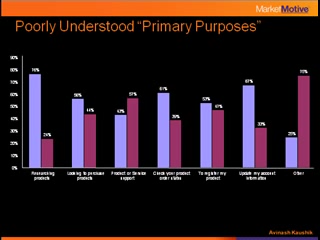 MarketMotive
Poorly Understood “Primary Purposes”
90%
80%
70%
60%
50%
40%
30%
20%
10%
0%
76%
24%
56%
44%
43%
57%
61%
39%
53%
47%
67%
33%
25%
75%
Researching products
Looking to purchase products
Product or Service support
Check your product order status
To register my product
Update my account information
Other
Avinash Kaushik